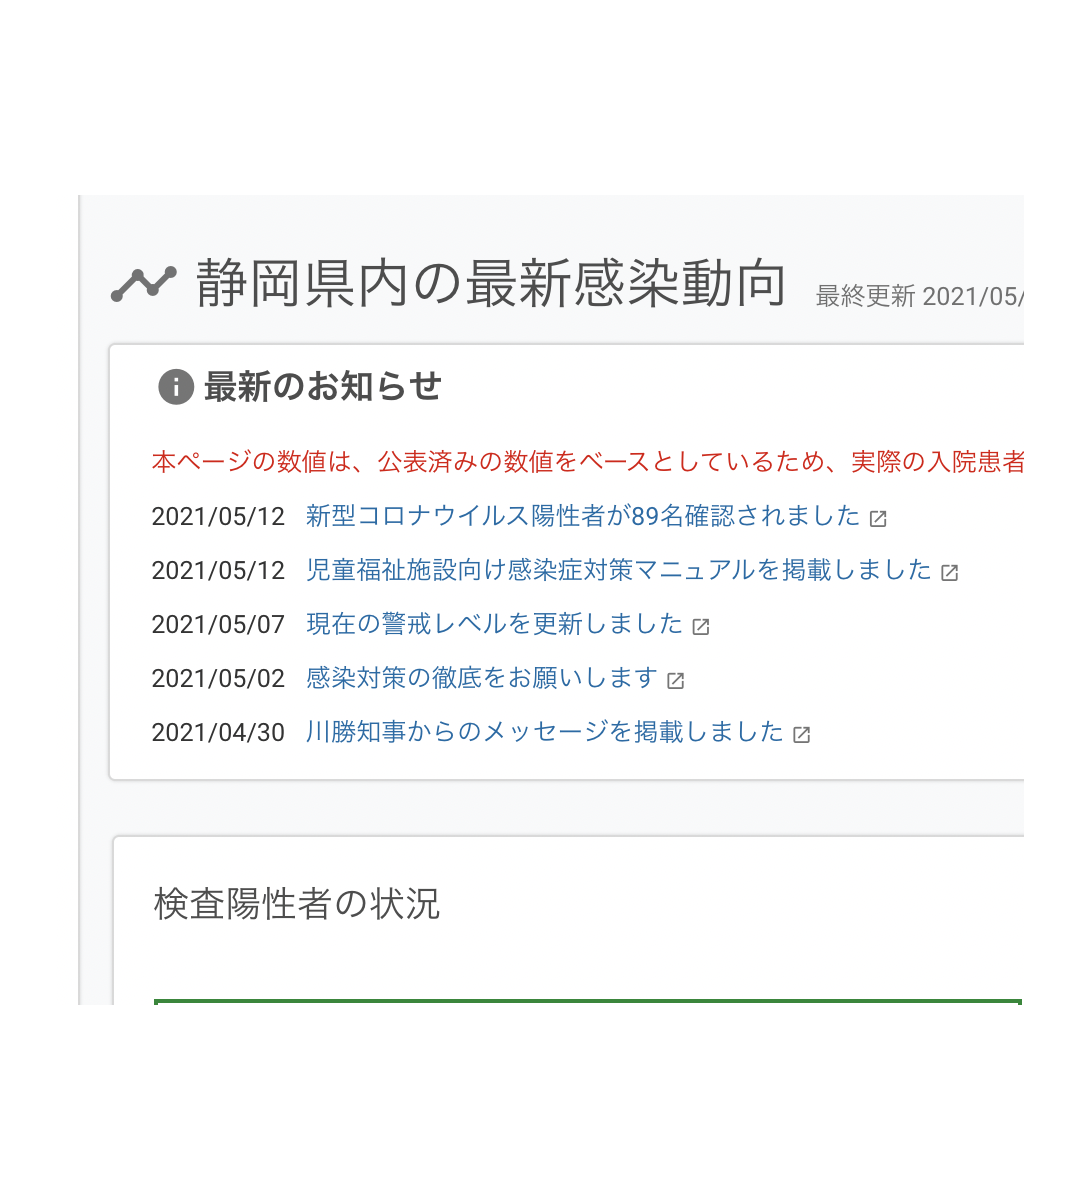 静岡県内の最新感染動向 最終更新 2021/05/
最新のお知らせ
本ページの数値は、公表済みの数値をベースとしているため、実際の入院患者
2021/05/12 新型コロナウイルス陽性者が89名確認されました
2021/05/12 児童福祉施設向け感染症対策マニュアルを掲載しました
2021/05/07 現在の警戒レベルを更新しました
2021/05/02 感染対策の徹底をお願いします
2021/04/30 川勝知事からのメッセージを掲載しました
検査陽性者の状況